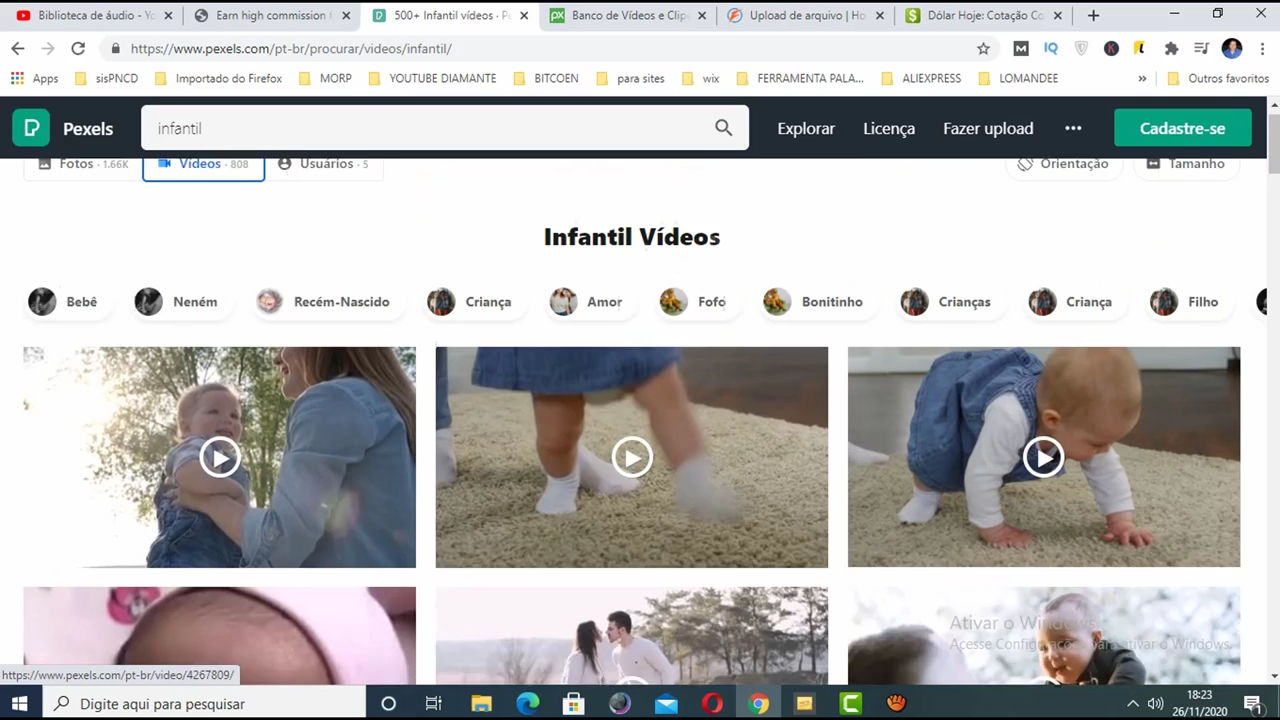 Biblioteca de áudio - Yo
Earn high commission f
500+ Infantil vídeos · P
Banco de Vídeos e Clip
Upload de arquivo | Ho
Dólar Hoje: Cotação Co
https://www.pexels.com/pt-br/procurar/videos/infantil/
Apps
sisPNCD
Importado do Firefox
MORP
YOUTUBE DIAMANTE
BITCOEN
para sites
wix
FERRAMENTA PALA...
ALIEXPRESS
LOMANDEE
»
Outros favoritos
Pexels
infantil
Explorar
Licença
Fazer upload
•••
Cadastre-se
Fotos · 1.66K
Vídeos · 808
Usuários · 5
Orientação
Tamanho
Infantil Vídeos
Bebê
Neném
Recém-Nascido
Criança
Amor
Fofo
Bonitinho
Crianças
Criança
Filho
Ativar o Windows
Acesse Configurações para ativar o Windows.
https://www.pexels.com/pt-br/video/4267809/
Digite aqui para pesquisar
18:23
26/11/2020